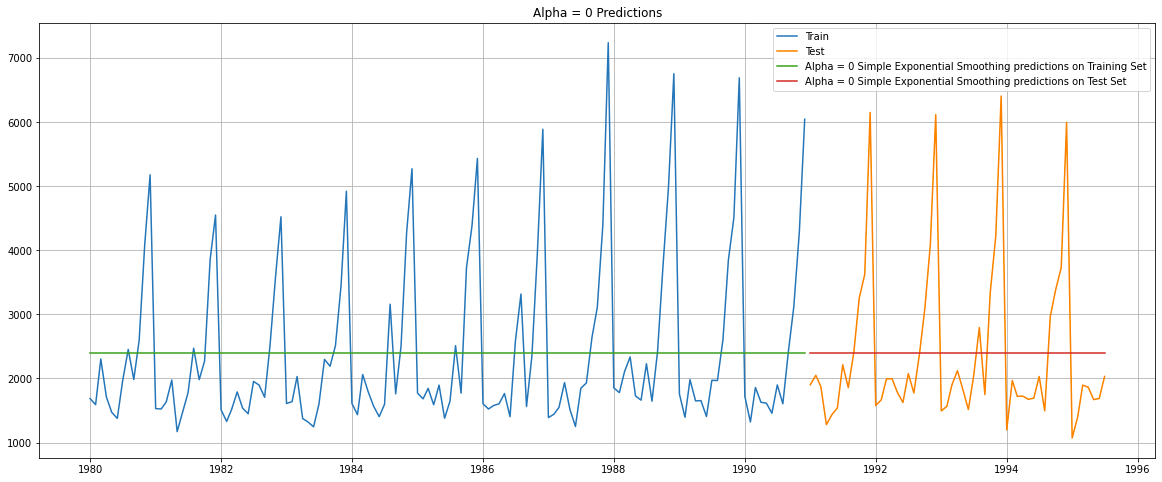 Alpha = 0 Predictions
Train
Test
Alpha = 0 Simple Exponential Smoothing predictions on Training Set
Alpha = 0 Simple Exponential Smoothing predictions on Test Set
7000
6000
5000
4000
3000
2000
1000
1980 1982 1984 1986 1988 1990 1992 1994 1996